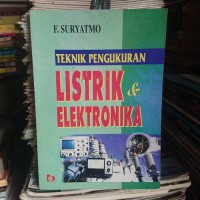 F. SURYATMO
TEKNIK PENGUKURAN
LISTRIK &
ELEKTRONIKA